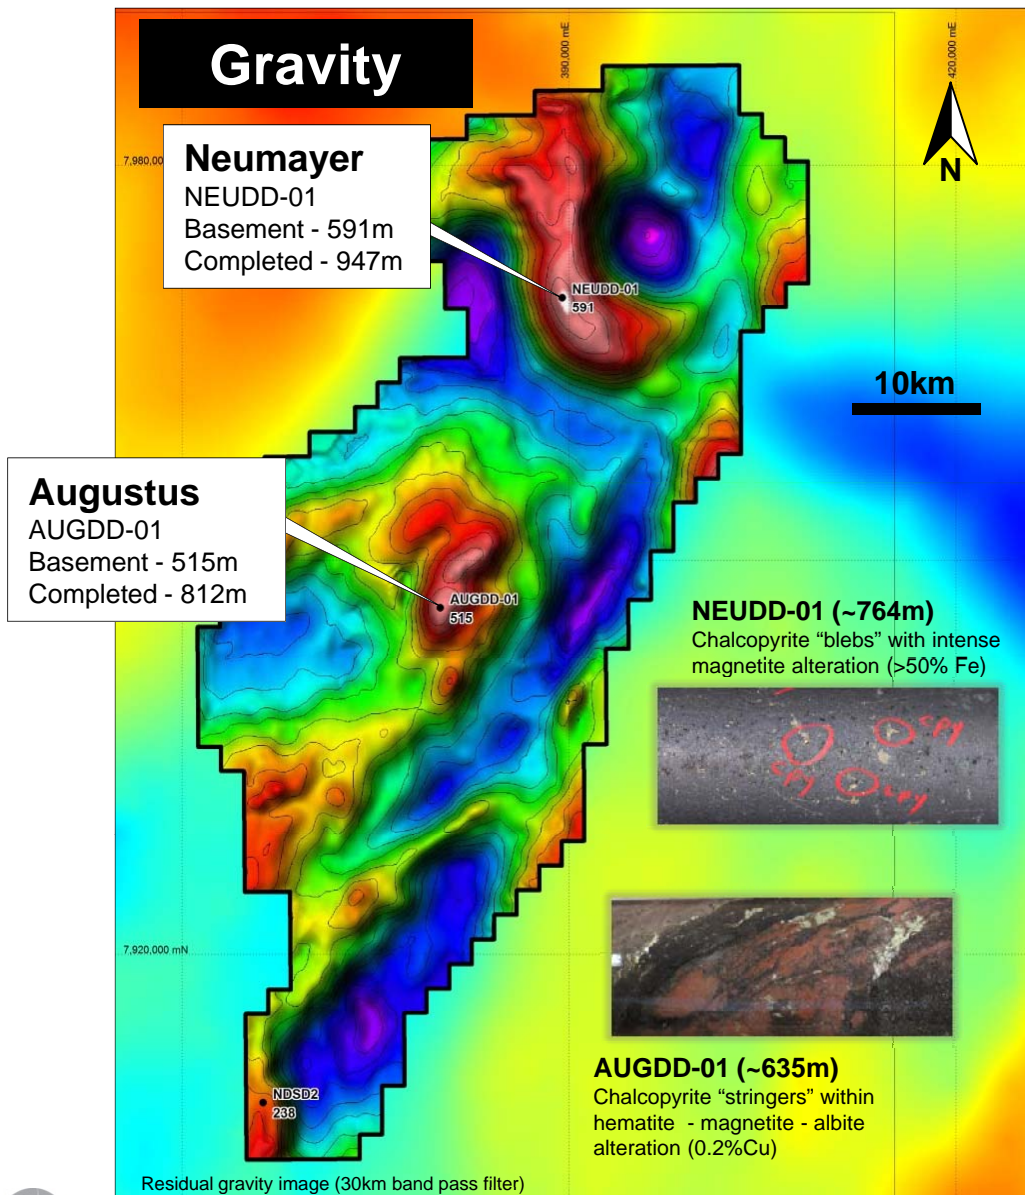 Gravity
390,000 mE
420,000 mE
N
Neumayer
NEUDD-01
Basement - 591m
Completed - 947m
7,980,00
NEUDD-01
591
10km
Augustus
AUGDD-01
Basement - 515m
Completed - 812m
AUGDD-01
515
NEUDD-01 (~764m)
Chalcopyrite “blebs” with intense
magnetite alteration (>50% Fe)
cpy
cpy
cpy
7,920,000 mN
AUGDD-01 (~635m)
Chalcopyrite “stringers” within
hematite - magnetite - albite
alteration (0.2%Cu)
NDSD2
238
Residual gravity image (30km band pass filter)